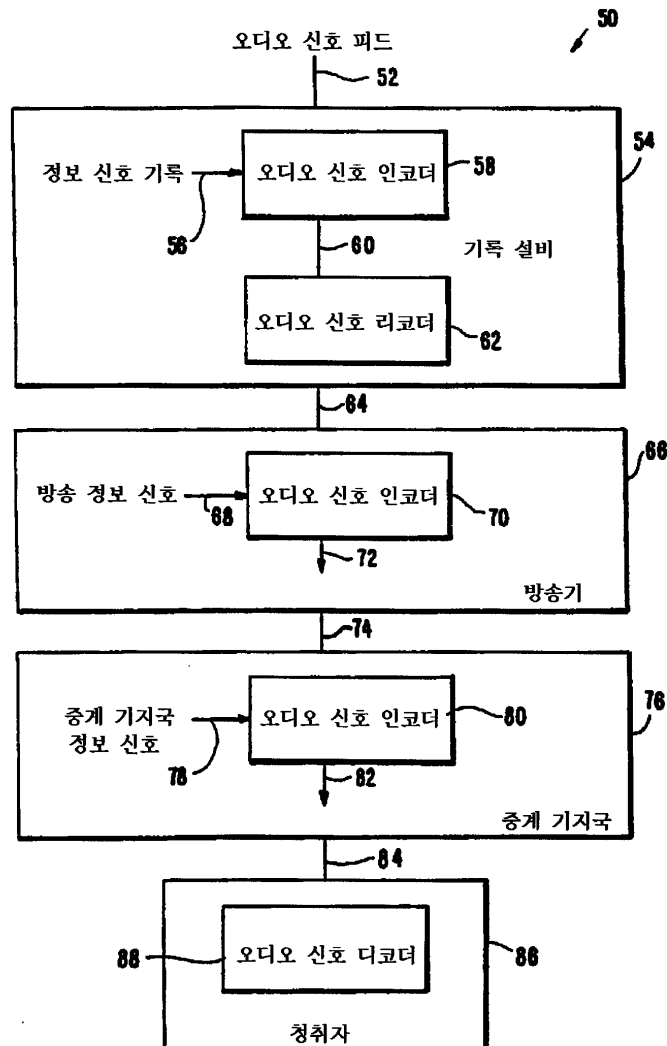 오디오 신호 피드
50
52
54
정보 신호 기록
오디오 신호 인코더
58
56
60
기록 설비
오디오 신호 리코더
62
64
66
방송 정보 신호
68
오디오 신호 인코더
70
72
방송기
74
76
중계 기지국
정보 신호
78
오디오 신호 인코더
80
82
중계 기지국
84
88
오디오 신호 디코더
86
청취자